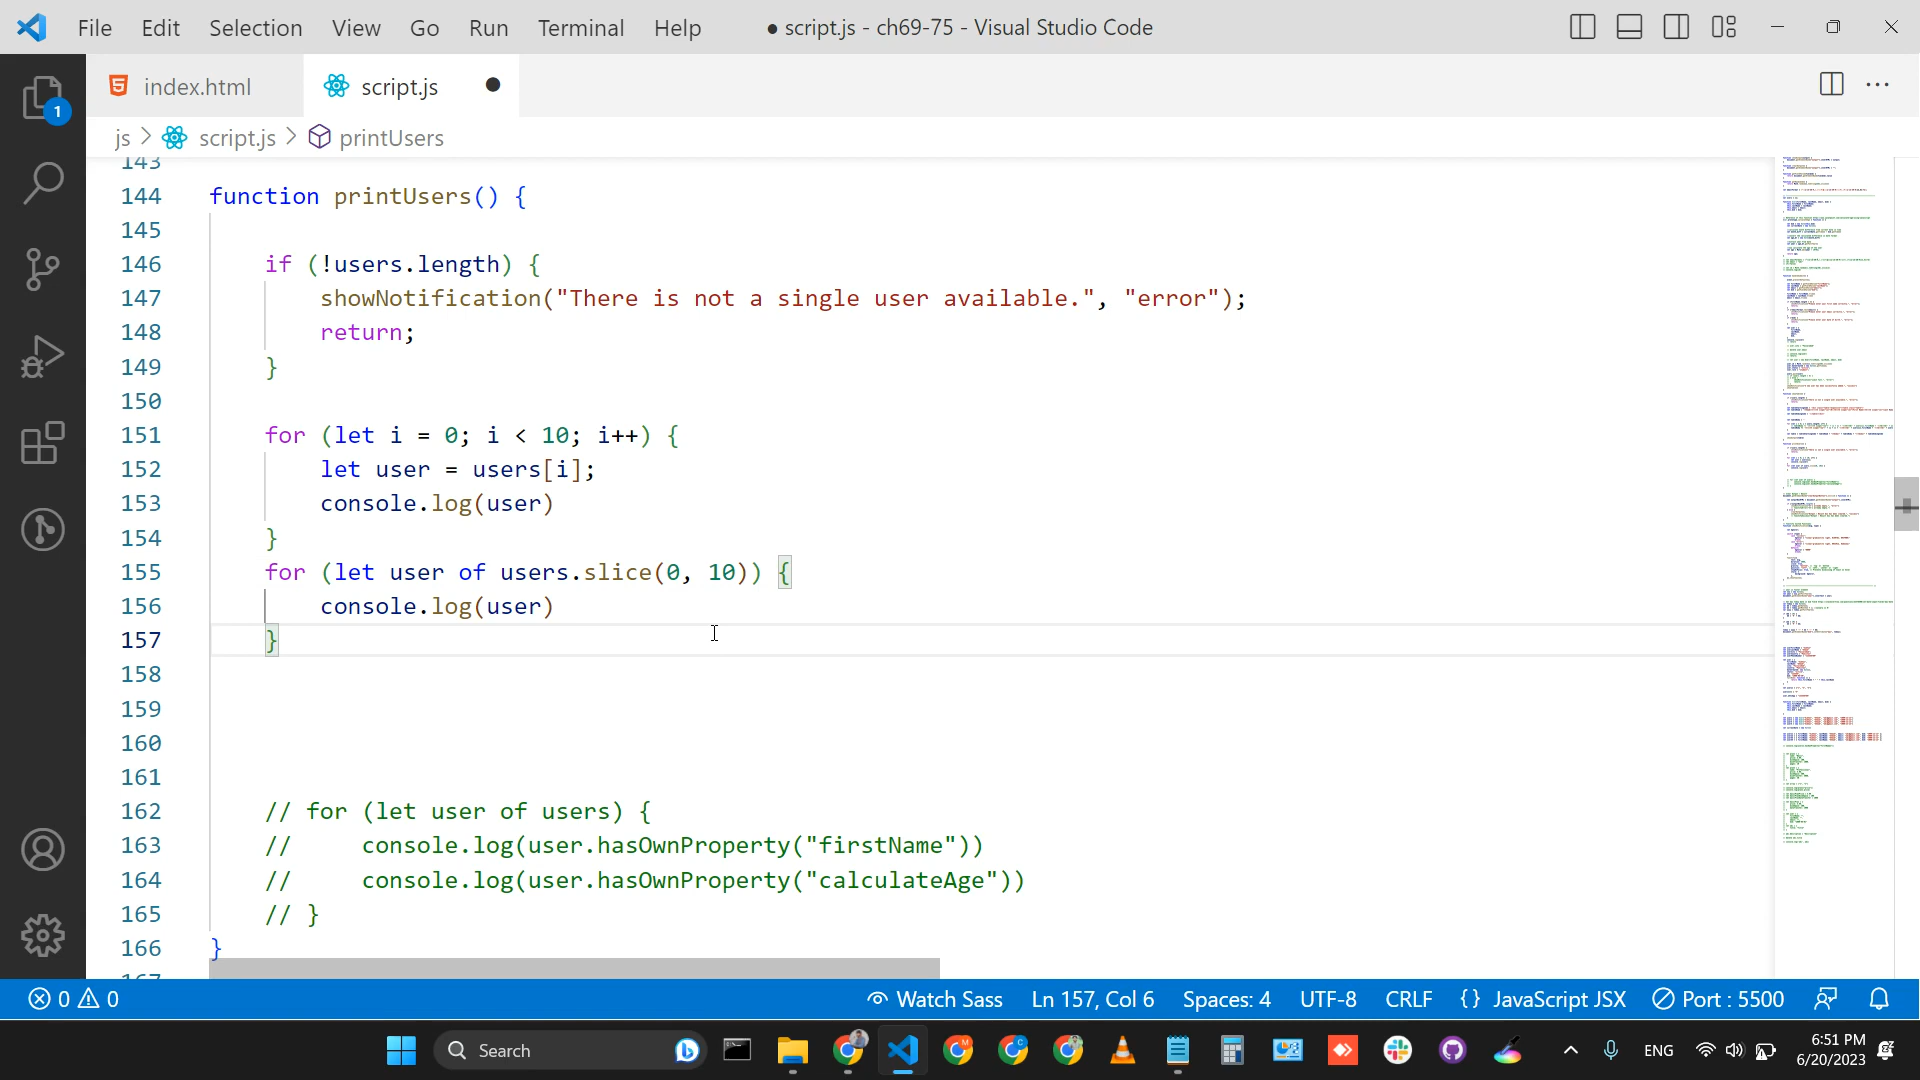 File Edit Selection View Go Run Terminal Help ● script.js - ch69-75 - Visual Studio Code
index.html script.js ●
1
js > script.js > printUsers
143
144 function printUsers() {
145
146 if (!users.length) {
147 showNotification("There is not a single user available.", "error");
148 return;
149 }
150
151 for (let i = 0; i < 10; i++) {
152 let user = users[i];
153 console.log(user)
154 }
155 for (let user of users.slice(0, 10)) {
156 console.log(user)
157 }
158
159
160
161
162 // for (let user of users) {
163 // console.log(user.hasOwnProperty("firstName"))
164 // console.log(user.hasOwnProperty("calculateAge"))
165 // }
166 }
167
0 0 Watch Sass Ln 157, Col 6 Spaces: 4 UTF-8 CRLF {} JavaScript JSX Port : 5500
Search ENG 6:51 PM
6/20/2023